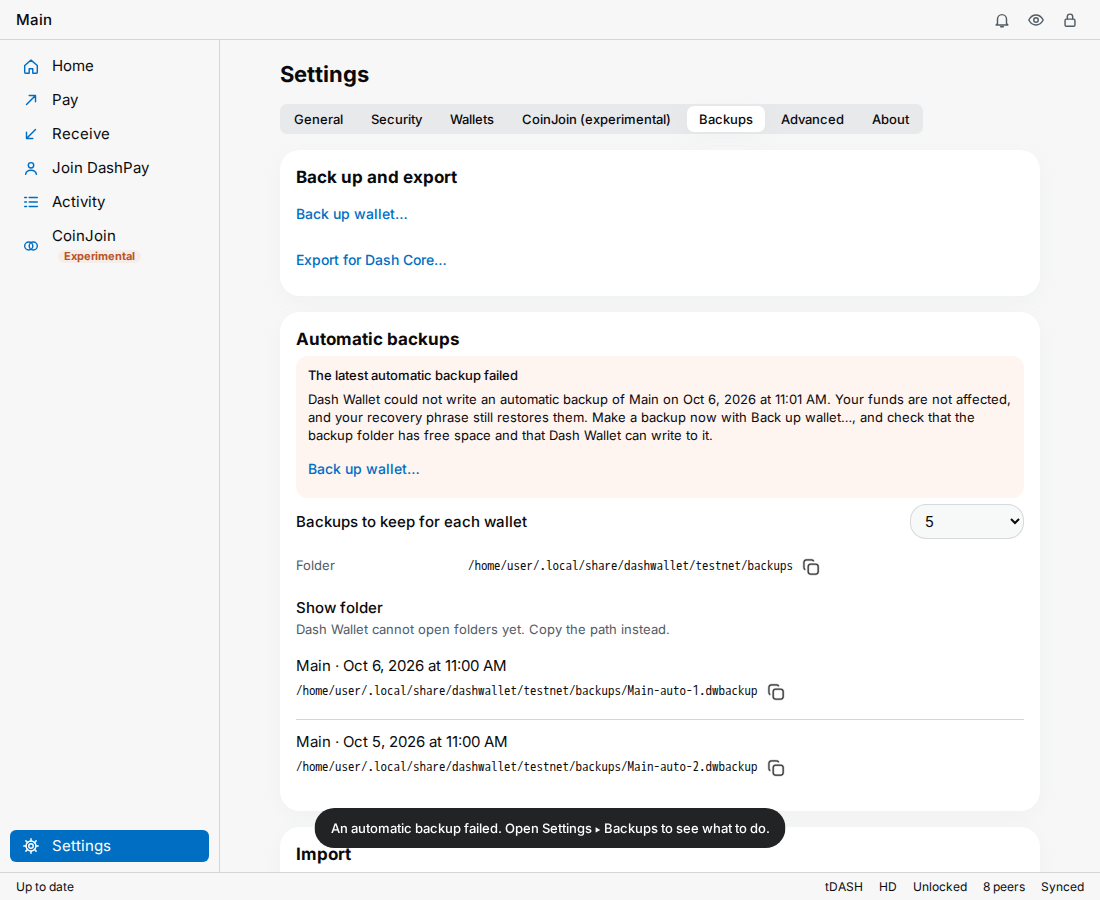 Main
Home
Pay
Receive
Join DashPay
Activity
CoinJoin
Experimental
Settings
Settings
General
Security
Wallets
CoinJoin (experimental)
Backups
Advanced
About
Back up and export
Back up wallet...
Export for Dash Core...
Automatic backups
The latest automatic backup failed
Dash Wallet could not write an automatic backup of Main on Oct 6, 2026 at 11:01 AM. Your funds are not affected,
and your recovery phrase still restores them. Make a backup now with Back up wallet..., and check that the
backup folder has free space and that Dash Wallet can write to it.
Back up wallet...
Backups to keep for each wallet
5
Folder
/home/user/.local/share/dashwallet/testnet/backups
Show folder
Dash Wallet cannot open folders yet. Copy the path instead.
Main · Oct 6, 2026 at 11:00 AM
/home/user/.local/share/dashwallet/testnet/backups/Main-auto-1.dwbackup
Main · Oct 5, 2026 at 11:00 AM
/home/user/.local/share/dashwallet/testnet/backups/Main-auto-2.dwbackup
An automatic backup failed. Open Settings ▸ Backups to see what to do.
Import
Up to date
tDASH
HD
Unlocked
8 peers
Synced